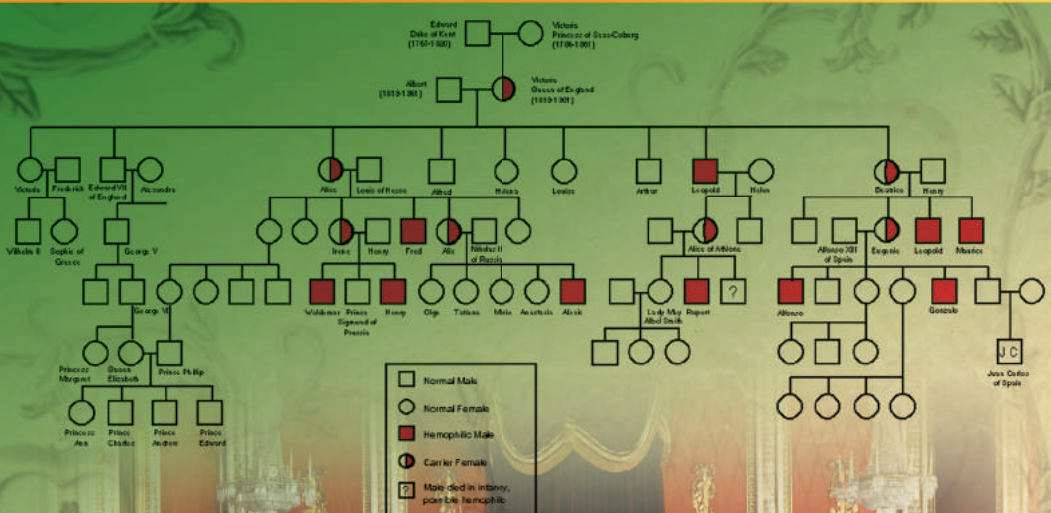 Edward
Duke of Kent
Victoria
Princess of Saxe-Coburg
Albert
Victoria
Queen of England
(1819-1901)
Victoria
Frederick
Edward VII
of England
Alexandra
Alice
Louis of Hesse
Alfred
Helena
Louise
Arthur
Leopold
Helen
Beatrice
Henry
Wilhelm II
Sophie of
Greece
George V
Irene
Henry
Fred
Alix
Nikolas II
of Russia
Alice of Athlone
Alfonso XIII
of Spain
Eugenie
Leopold
Maurice
George VI
Waldemar
Prince
Sigmund of
Prussia
Henry
Olga
Tatiana
Marie
Anastasia
Alexis
Lady May
Abel Smith
Rupert
?
Alfonso
Gonzalo
Princess
Margaret
Queen
Elizabeth
Prince Phillip
J C
Juan Carlos
of Spain
Princess
Ann
Prince
Charles
Prince
Andrew
Prince
Edward
Normal Male
Normal Female
Hemophilic Male
Carrier Female
?
Male died in infancy,
possible hemophilic